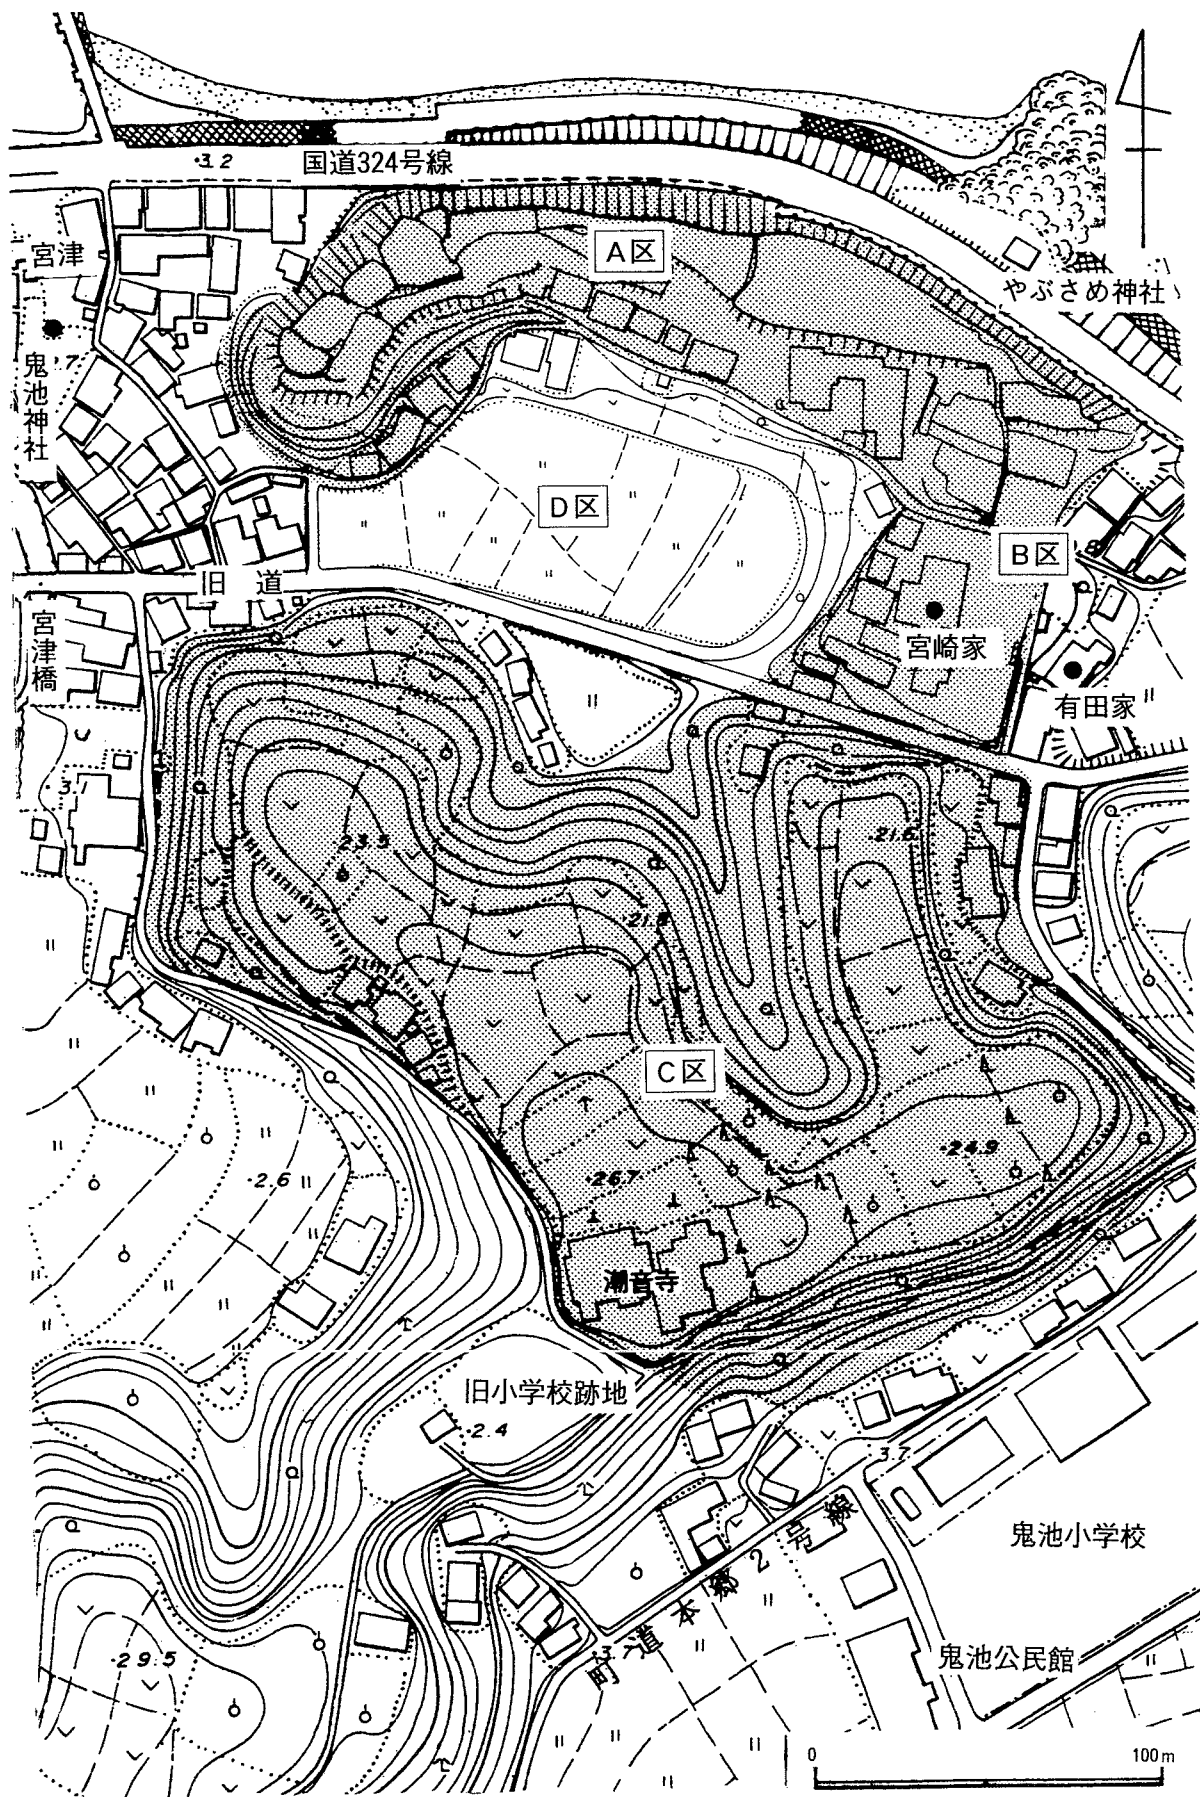 ・3.2
国道324号線
宮津
A区
やぶさめ神社
・7
鬼池神社
D区
B区
旧道
宮津橋
宮崎家
有田家
・3.1
・23.5
・21.6
・21.8
C区
・24.9
・26.7
・2.6
潮音寺
旧小学校跡地
・2.4
3.7
鬼池小学校
町道本郷2号線
・3.7
鬼池公民館
・29.5
0
100m